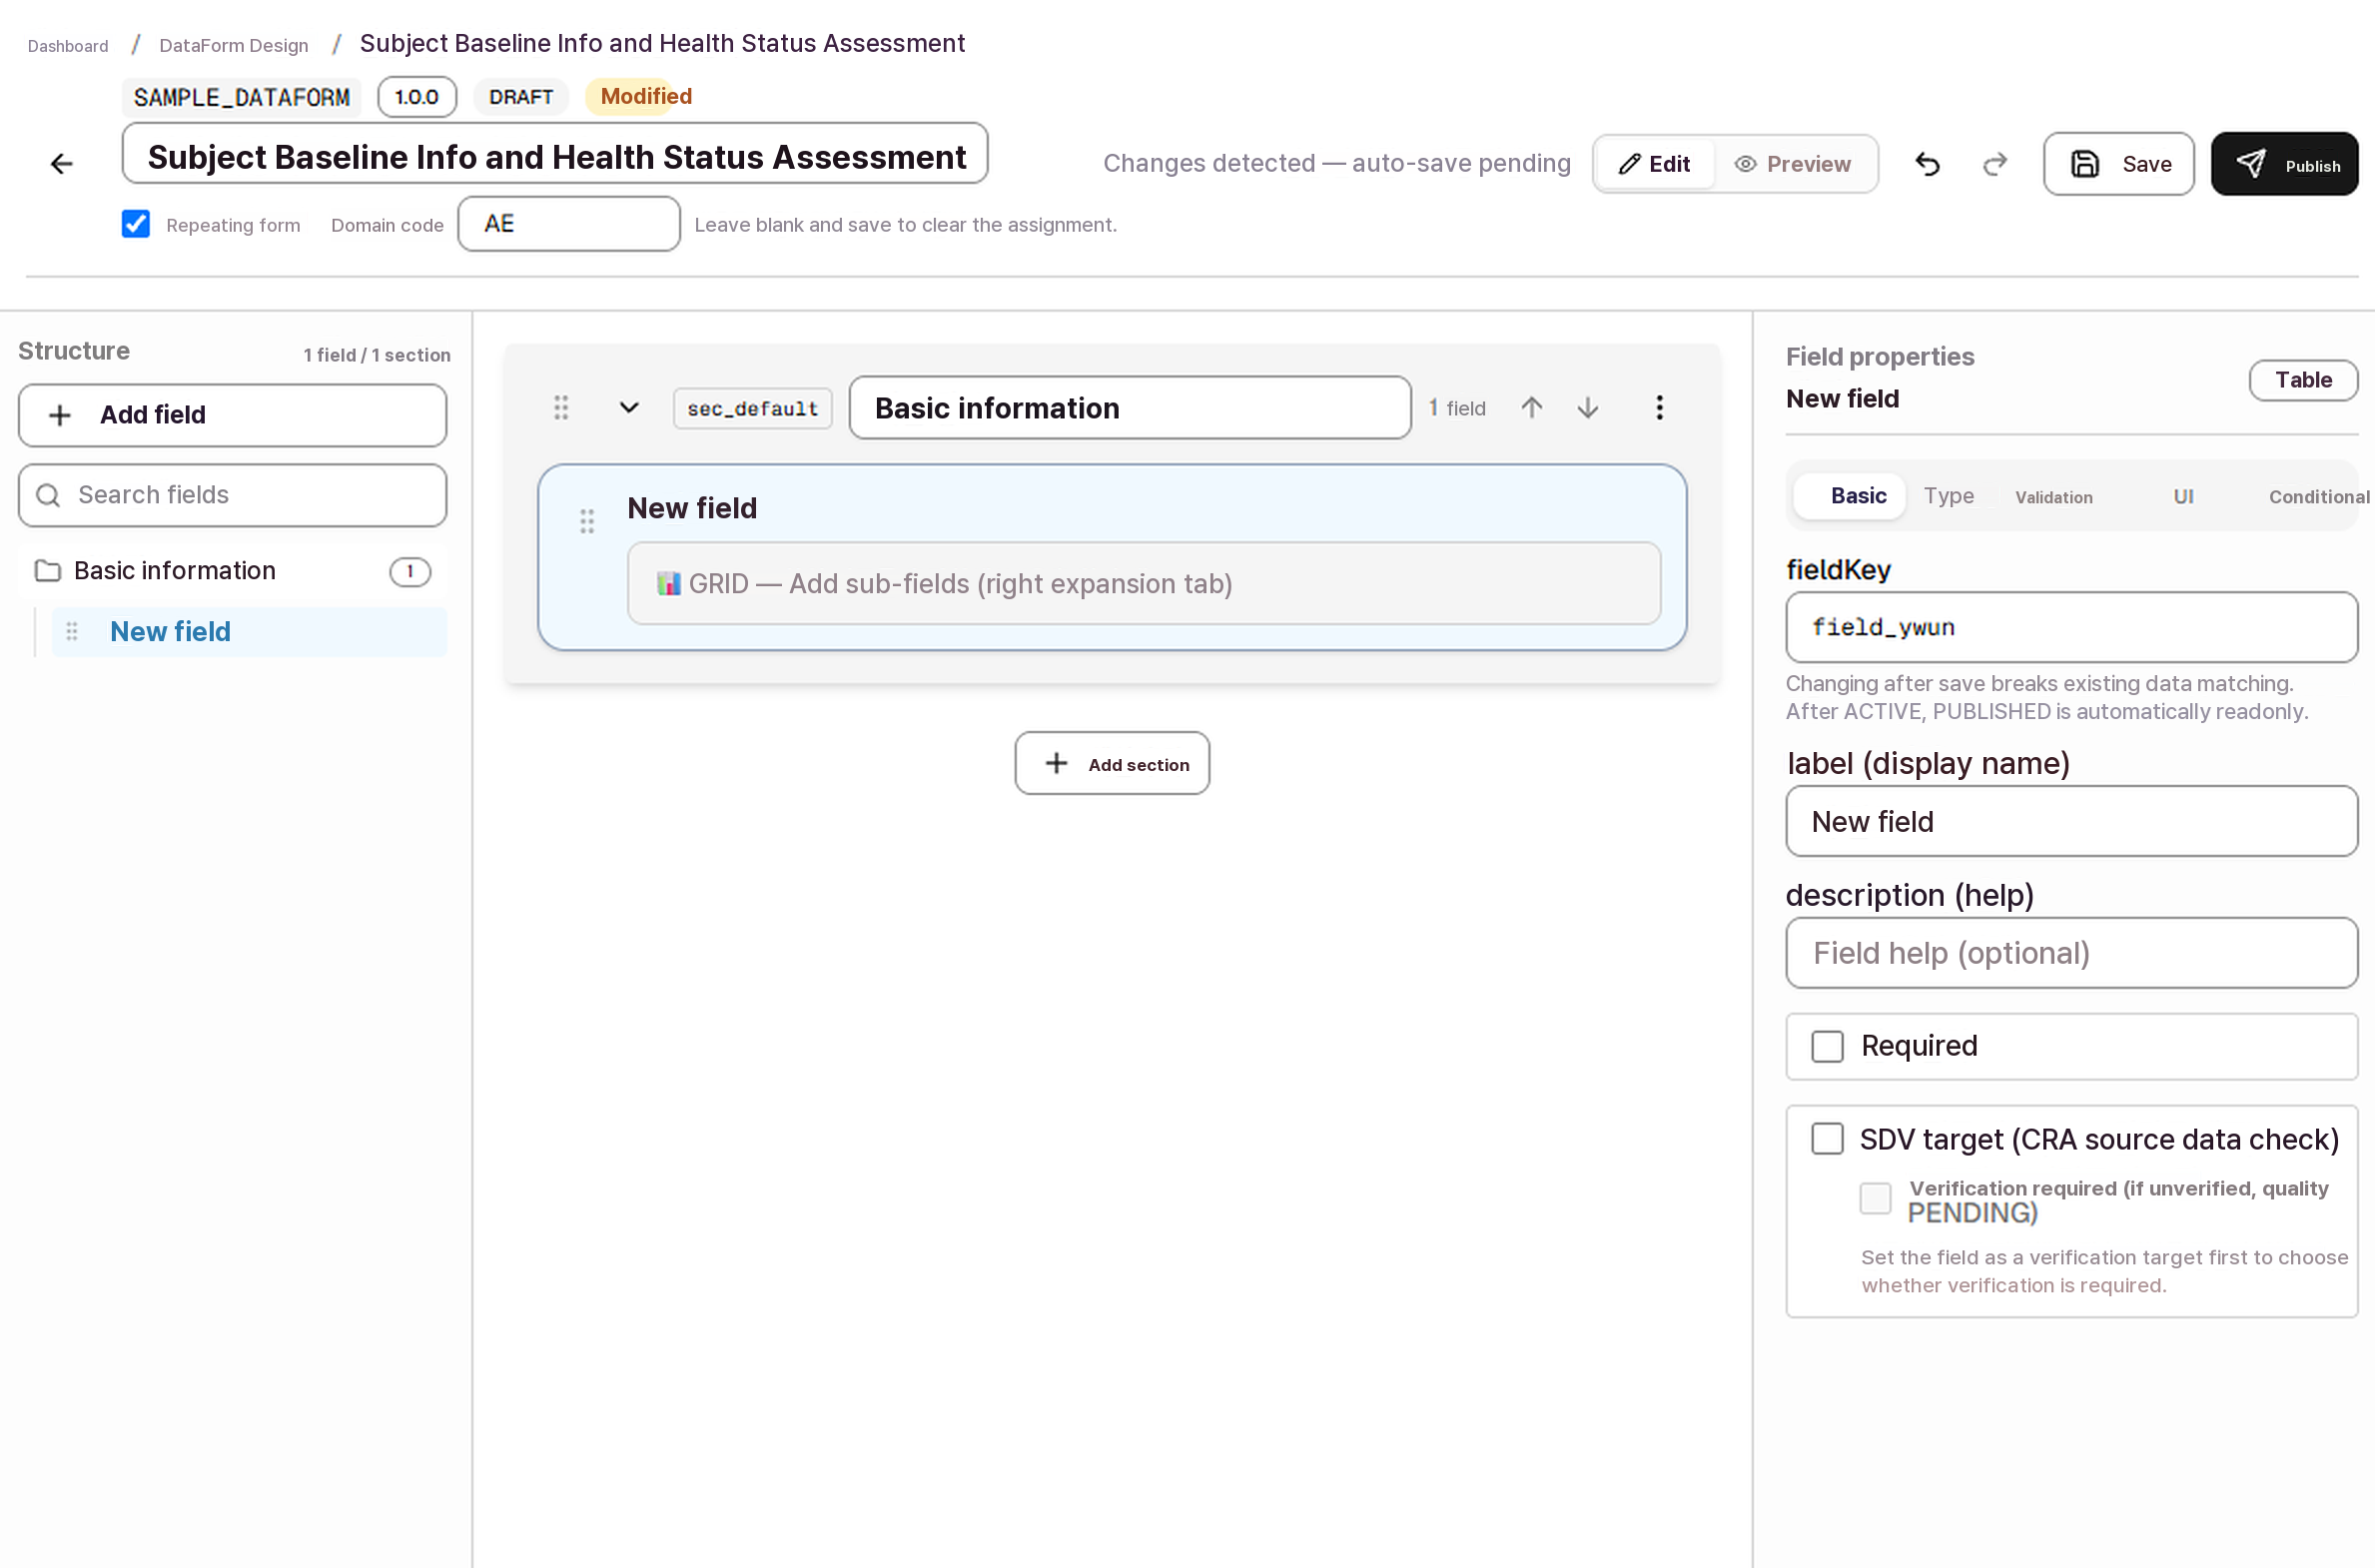 Dashboard / DataForm Design / Subject Baseline Info and Health Status Assessment
SAMPLE_DATAFORM 1.0.0 DRAFT Modified
Subject Baseline Info and Health Status Assessment
Changes detected — auto-save pending Edit Preview Save Publish
Repeating form Domain code AE Leave blank and save to clear the assignment.
Structure 1 field / 1 section
Add field
Search fields
Basic information 1
New field
sec_default Basic information 1 field
New field
GRID — Add sub-fields (right expansion tab)
Add section
Field properties
New field
Table
Basic Type Validation UI Conditional
fieldKey
field_ywun
Changing after save breaks existing data matching.
After ACTIVE, PUBLISHED is automatically readonly.
label (display name)
New field
description (help)
Field help (optional)
Required
SDV target (CRA source data check)
Verification required (if unverified, quality
PENDING)
Set the field as a verification target first to choose
whether verification is required.